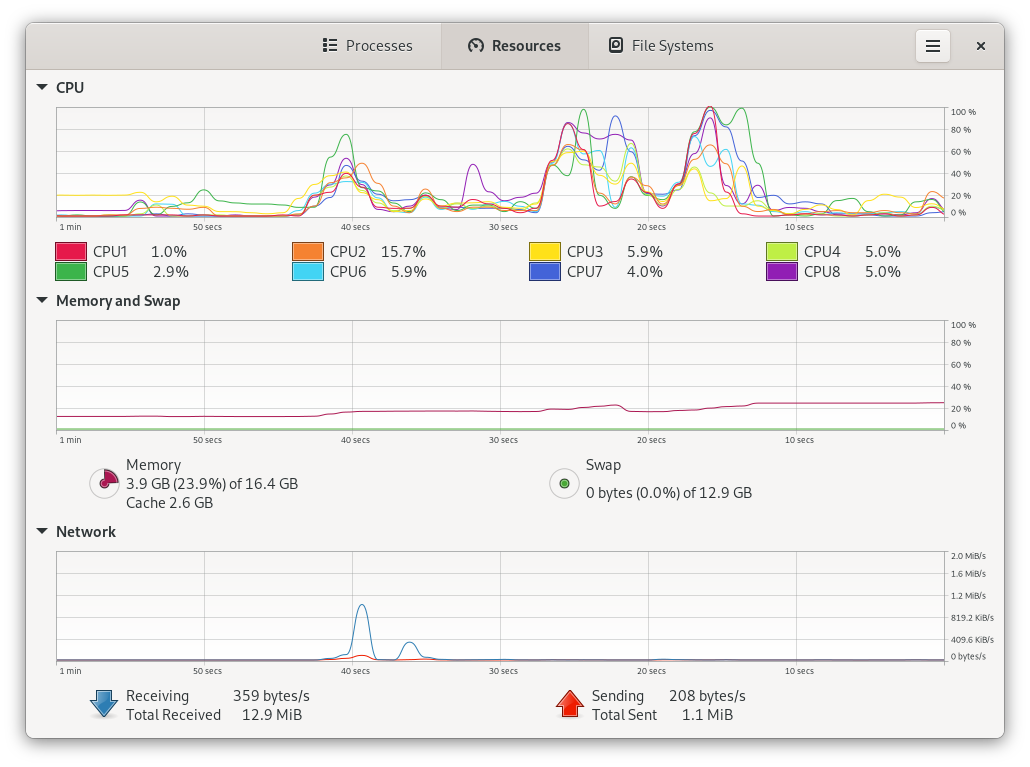 Processes Resources File Systems
CPU
100 %
80 %
60 %
40 %
20 %
0 %
1 min 50 secs 40 secs 30 secs 20 secs 10 secs
CPU1 1.0% CPU2 15.7% CPU3 5.9% CPU4 5.0%
CPU5 2.9% CPU6 5.9% CPU7 4.0% CPU8 5.0%
Memory and Swap
100 %
80 %
60 %
40 %
20 %
0 %
1 min 50 secs 40 secs 30 secs 20 secs 10 secs
Memory Swap
3.9 GB (23.9%) of 16.4 GB 0 bytes (0.0%) of 12.9 GB
Cache 2.6 GB
Network
2.0 MiB/s
1.6 MiB/s
1.2 MiB/s
819.2 KiB/s
409.6 KiB/s
0 bytes/s
1 min 50 secs 40 secs 30 secs 20 secs 10 secs
Receiving 359 bytes/s Sending 208 bytes/s
Total Received 12.9 MiB Total Sent 1.1 MiB